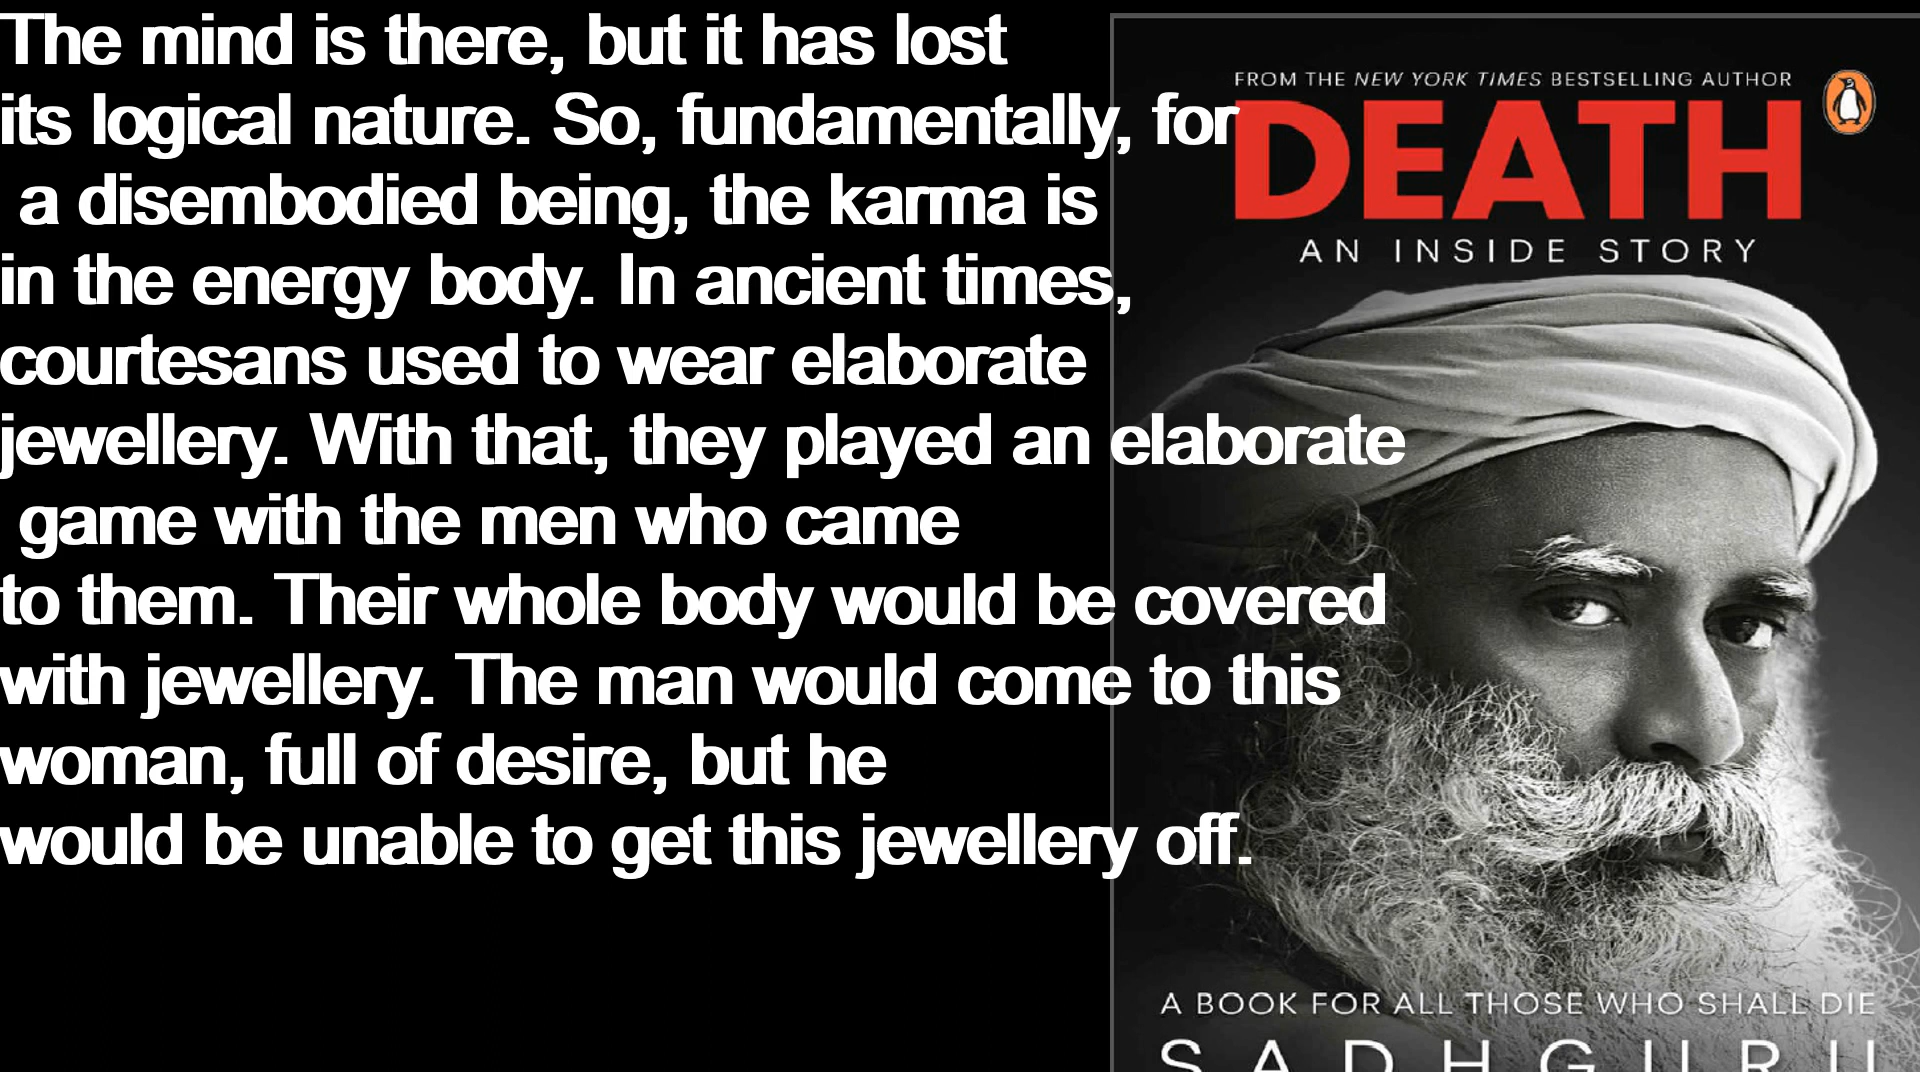 The mind is there, but it has lost
its logical nature. So, fundamentally, for
a disembodied being, the karma is
in the energy body. In ancient times,
courtesans used to wear elaborate
jewellery. With that, they played an elaborate
game with the men who came
to them. Their whole body would be covered
with jewellery. The man would come to this
woman, full of desire, but he
would be unable to get this jewellery off.
FROM THE NEW YORK TIMES BESTSELLING AUTHOR
DEATH
AN INSIDE STORY
A BOOK FOR ALL THOSE WHO SHALL DIE
SADHGURU